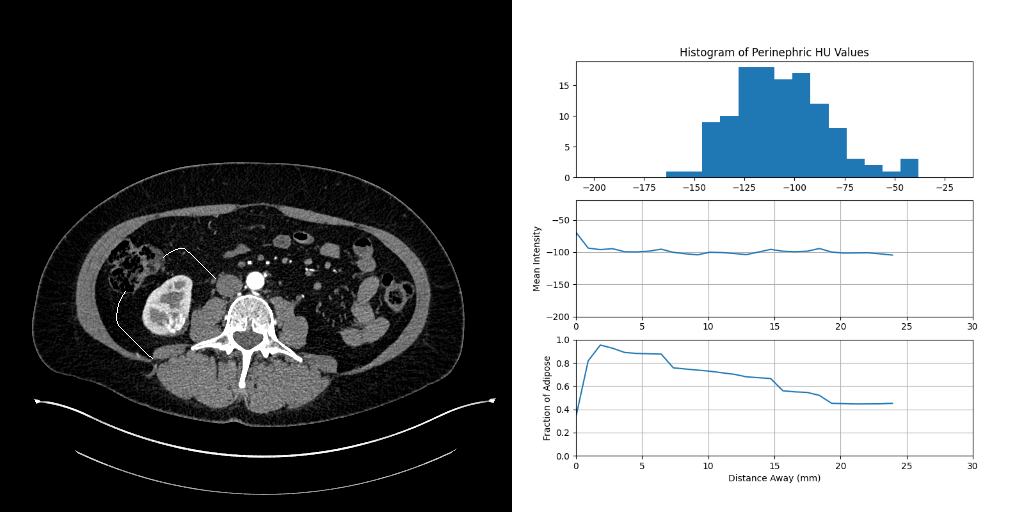 Histogram of Perinephric HU Values
15
10
5
0
−200 −175 −150 −125 −100 −75 −50 −25
Mean Intensity
−50
−100
−150
−200
0 5 10 15 20 25 30
Fraction of Adipose
1.0
0.8
0.6
0.4
0.2
0.0
0 5 10 15 20 25 30
Distance Away (mm)